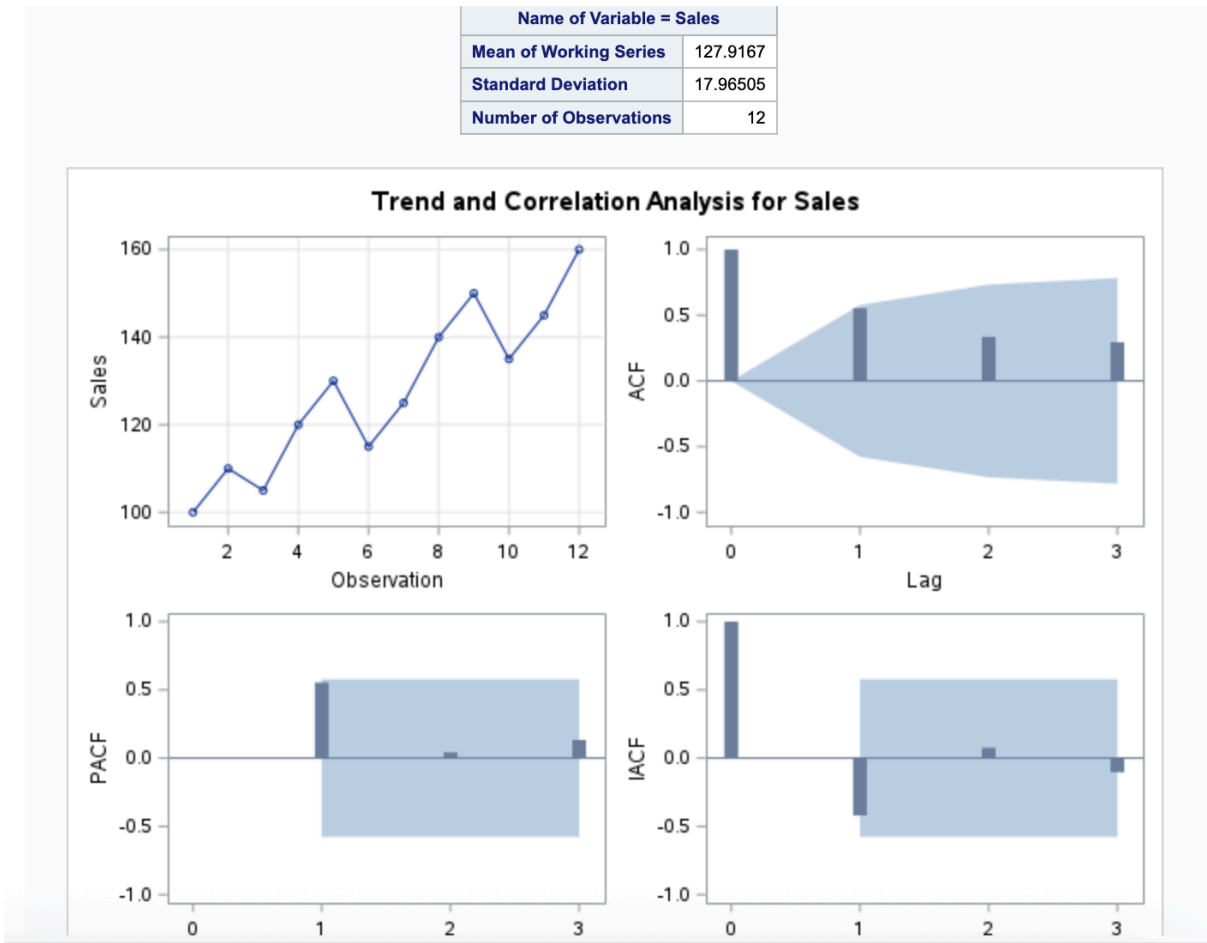 Name of Variable = Sales
Mean of Working Series 127.9167
Standard Deviation 17.96505
Number of Observations 12
Trend and Correlation Analysis for Sales
160
140
120
100
Sales
2 4 6 8 10 12
Observation
1.0
0.5
0.0
-0.5
-1.0
ACF
0 1 2 3
Lag
1.0
0.5
0.0
-0.5
-1.0
PACF
0 1 2 3
1.0
0.5
0.0
-0.5
-1.0
IACF
0 1 2 3